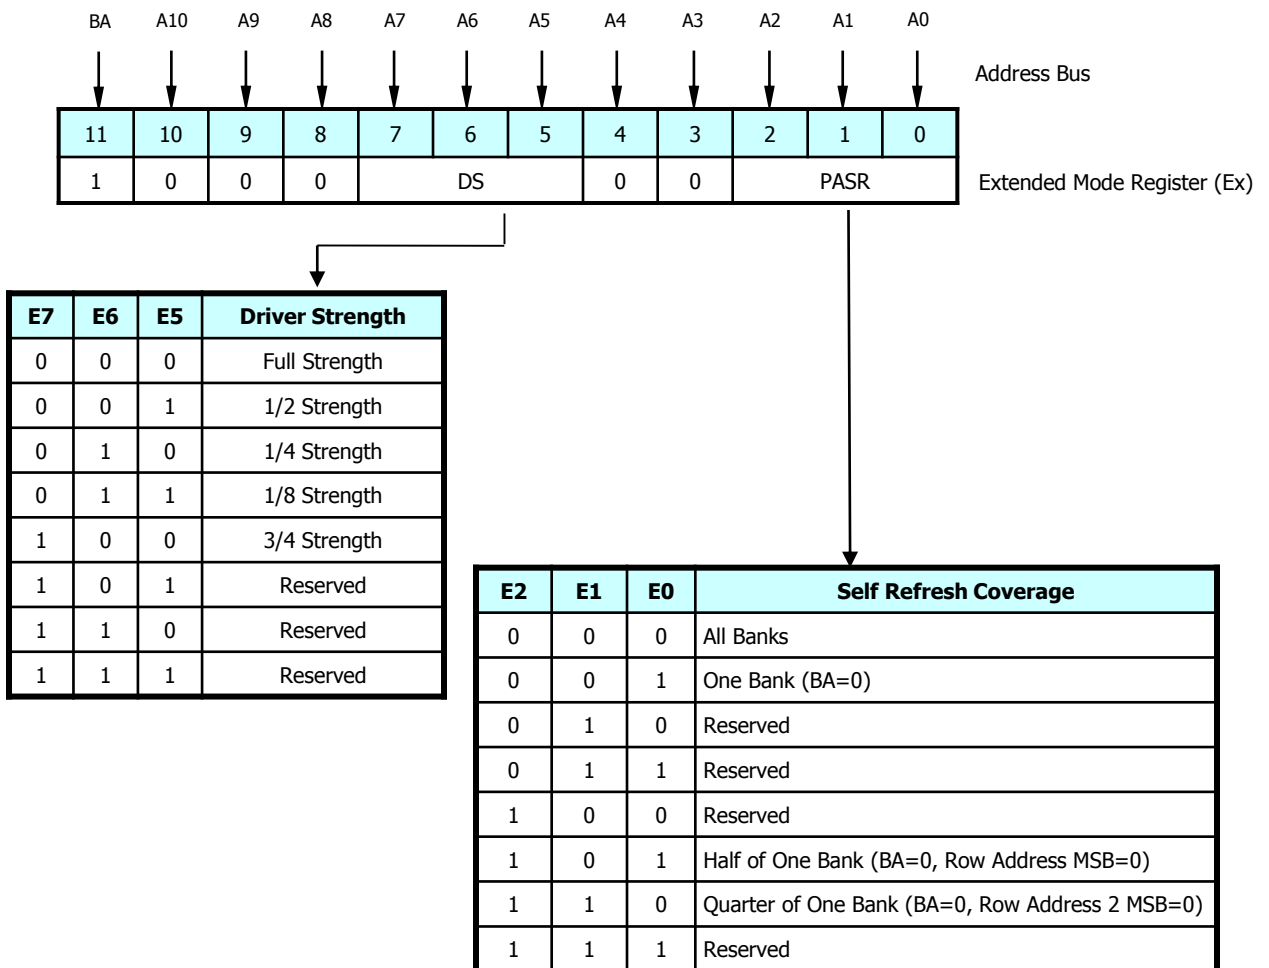 BA A10 A9 A8 A7 A6 A5 A4 A3 A2 A1 A0
Address Bus
11 10 9 8 7 6 5 4 3 2 1 0
1 0 0 0 DS 0 0 PASR
Extended Mode Register (Ex)
E7 E6 E5 Driver Strength
0 0 0 Full Strength
0 0 1 1/2 Strength
0 1 0 1/4 Strength
0 1 1 1/8 Strength
1 0 0 3/4 Strength
1 0 1 Reserved
1 1 0 Reserved
1 1 1 Reserved
E2 E1 E0 Self Refresh Coverage
0 0 0 All Banks
0 0 1 One Bank (BA=0)
0 1 0 Reserved
0 1 1 Reserved
1 0 0 Reserved
1 0 1 Half of One Bank (BA=0, Row Address MSB=0)
1 1 0 Quarter of One Bank (BA=0, Row Address 2 MSB=0)
1 1 1 Reserved